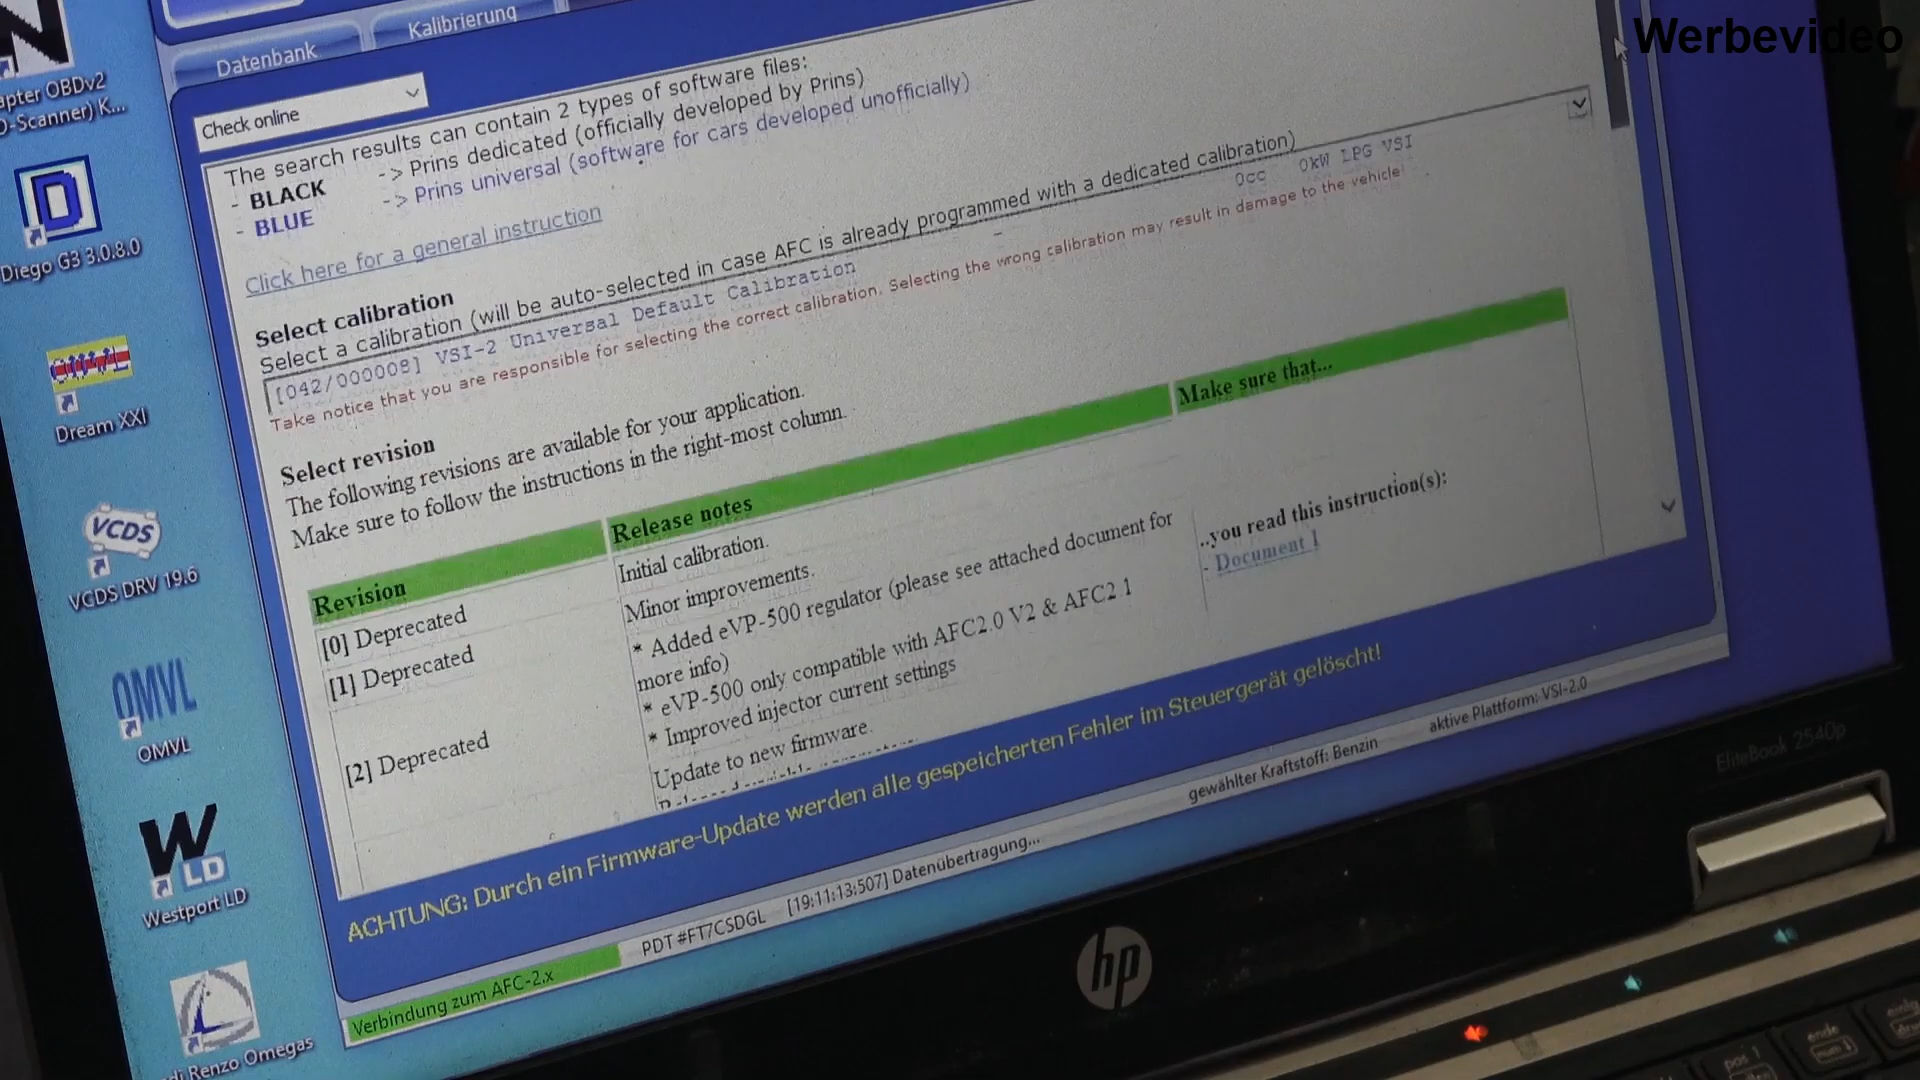 Werbevideo
Kalibrierung
Datenbank
Check online
The search results can contain 2 types of software files:
- BLACK -> Prins dedicated (officially developed by Prins)
- BLUE -> Prins universal (software for cars developed unofficially)
Click here for a general instruction
Select calibration
Select a calibration (will be auto-selected in case AFC is already programmed with a dedicated calibration)
[042/000008] VSI-2 Universal Default Calibration 0cc 0kW LPG VSI
Take notice that you are responsible for selecting the correct calibration. Selecting the wrong calibration may result in damage to the vehicle
Select revision
The following revisions are available for your application.
Make sure to follow the instructions in the right-most column.
Revision Release notes Make sure that...
[0] Deprecated Initial calibration.
[1] Deprecated Minor improvements.
[2] Deprecated
* Added eVP-500 regulator (please see attached document for
more info)
* eVP-500 only compatible with AFC2.0 V2 & AFC2 1
* Improved injector current settings
Update to new firmware.
..you read this instruction(s):
- Document 1
ACHTUNG: Durch ein Firmware-Update werden alle gespeicherten Fehler im Steuergerät gelöscht!
Verbindung zum AFC-2.x PDT #FT7CSDGL [19:11:13:507] Datenübertragung... gewählter Kraftstoff: Benzin aktive Plattform: VSI-2.0
apter OBDv2
O-Scanner) K...
Diego G3 3.0.8.0
Dream XXI
VCDS
VCDS DRV 19.6
OMVL
OMVL
W
LD
Westport LD
di Renzo Omegas
EliteBook 2540p
hp
pos 1
ende
einfg